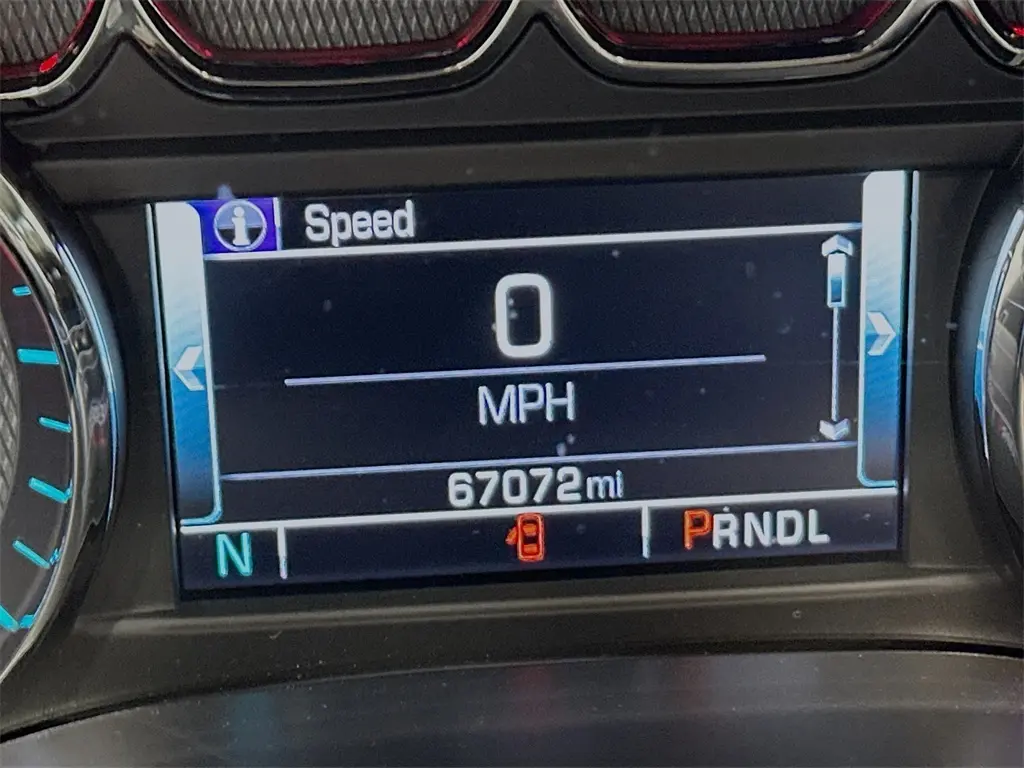 Speed
0
MPH
67072mi
N PRNDL